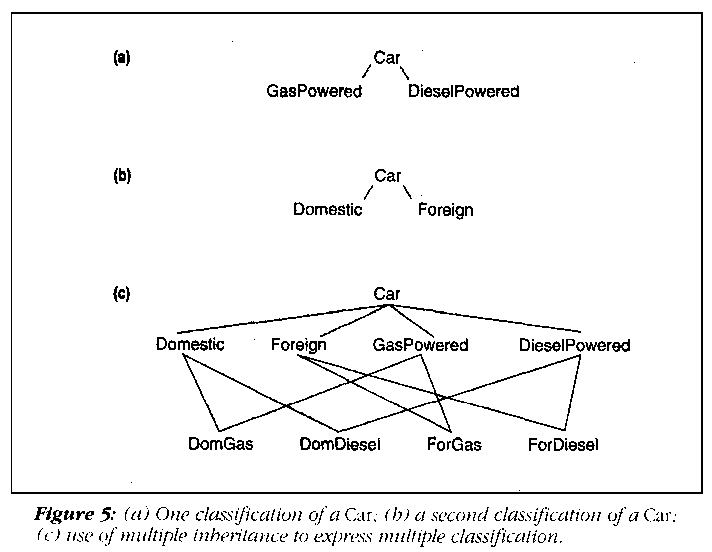 (a)
Car
GasPowered DieselPowered
(b)
Car
Domestic Foreign
(c)
Car
Domestic Foreign GasPowered DieselPowered
DomGas DomDiesel ForGas ForDiesel
Figure 5: (a) One classification of a Car; (b) a second classification of a Car;
(c) use of multiple inheritance to express multiple classification.